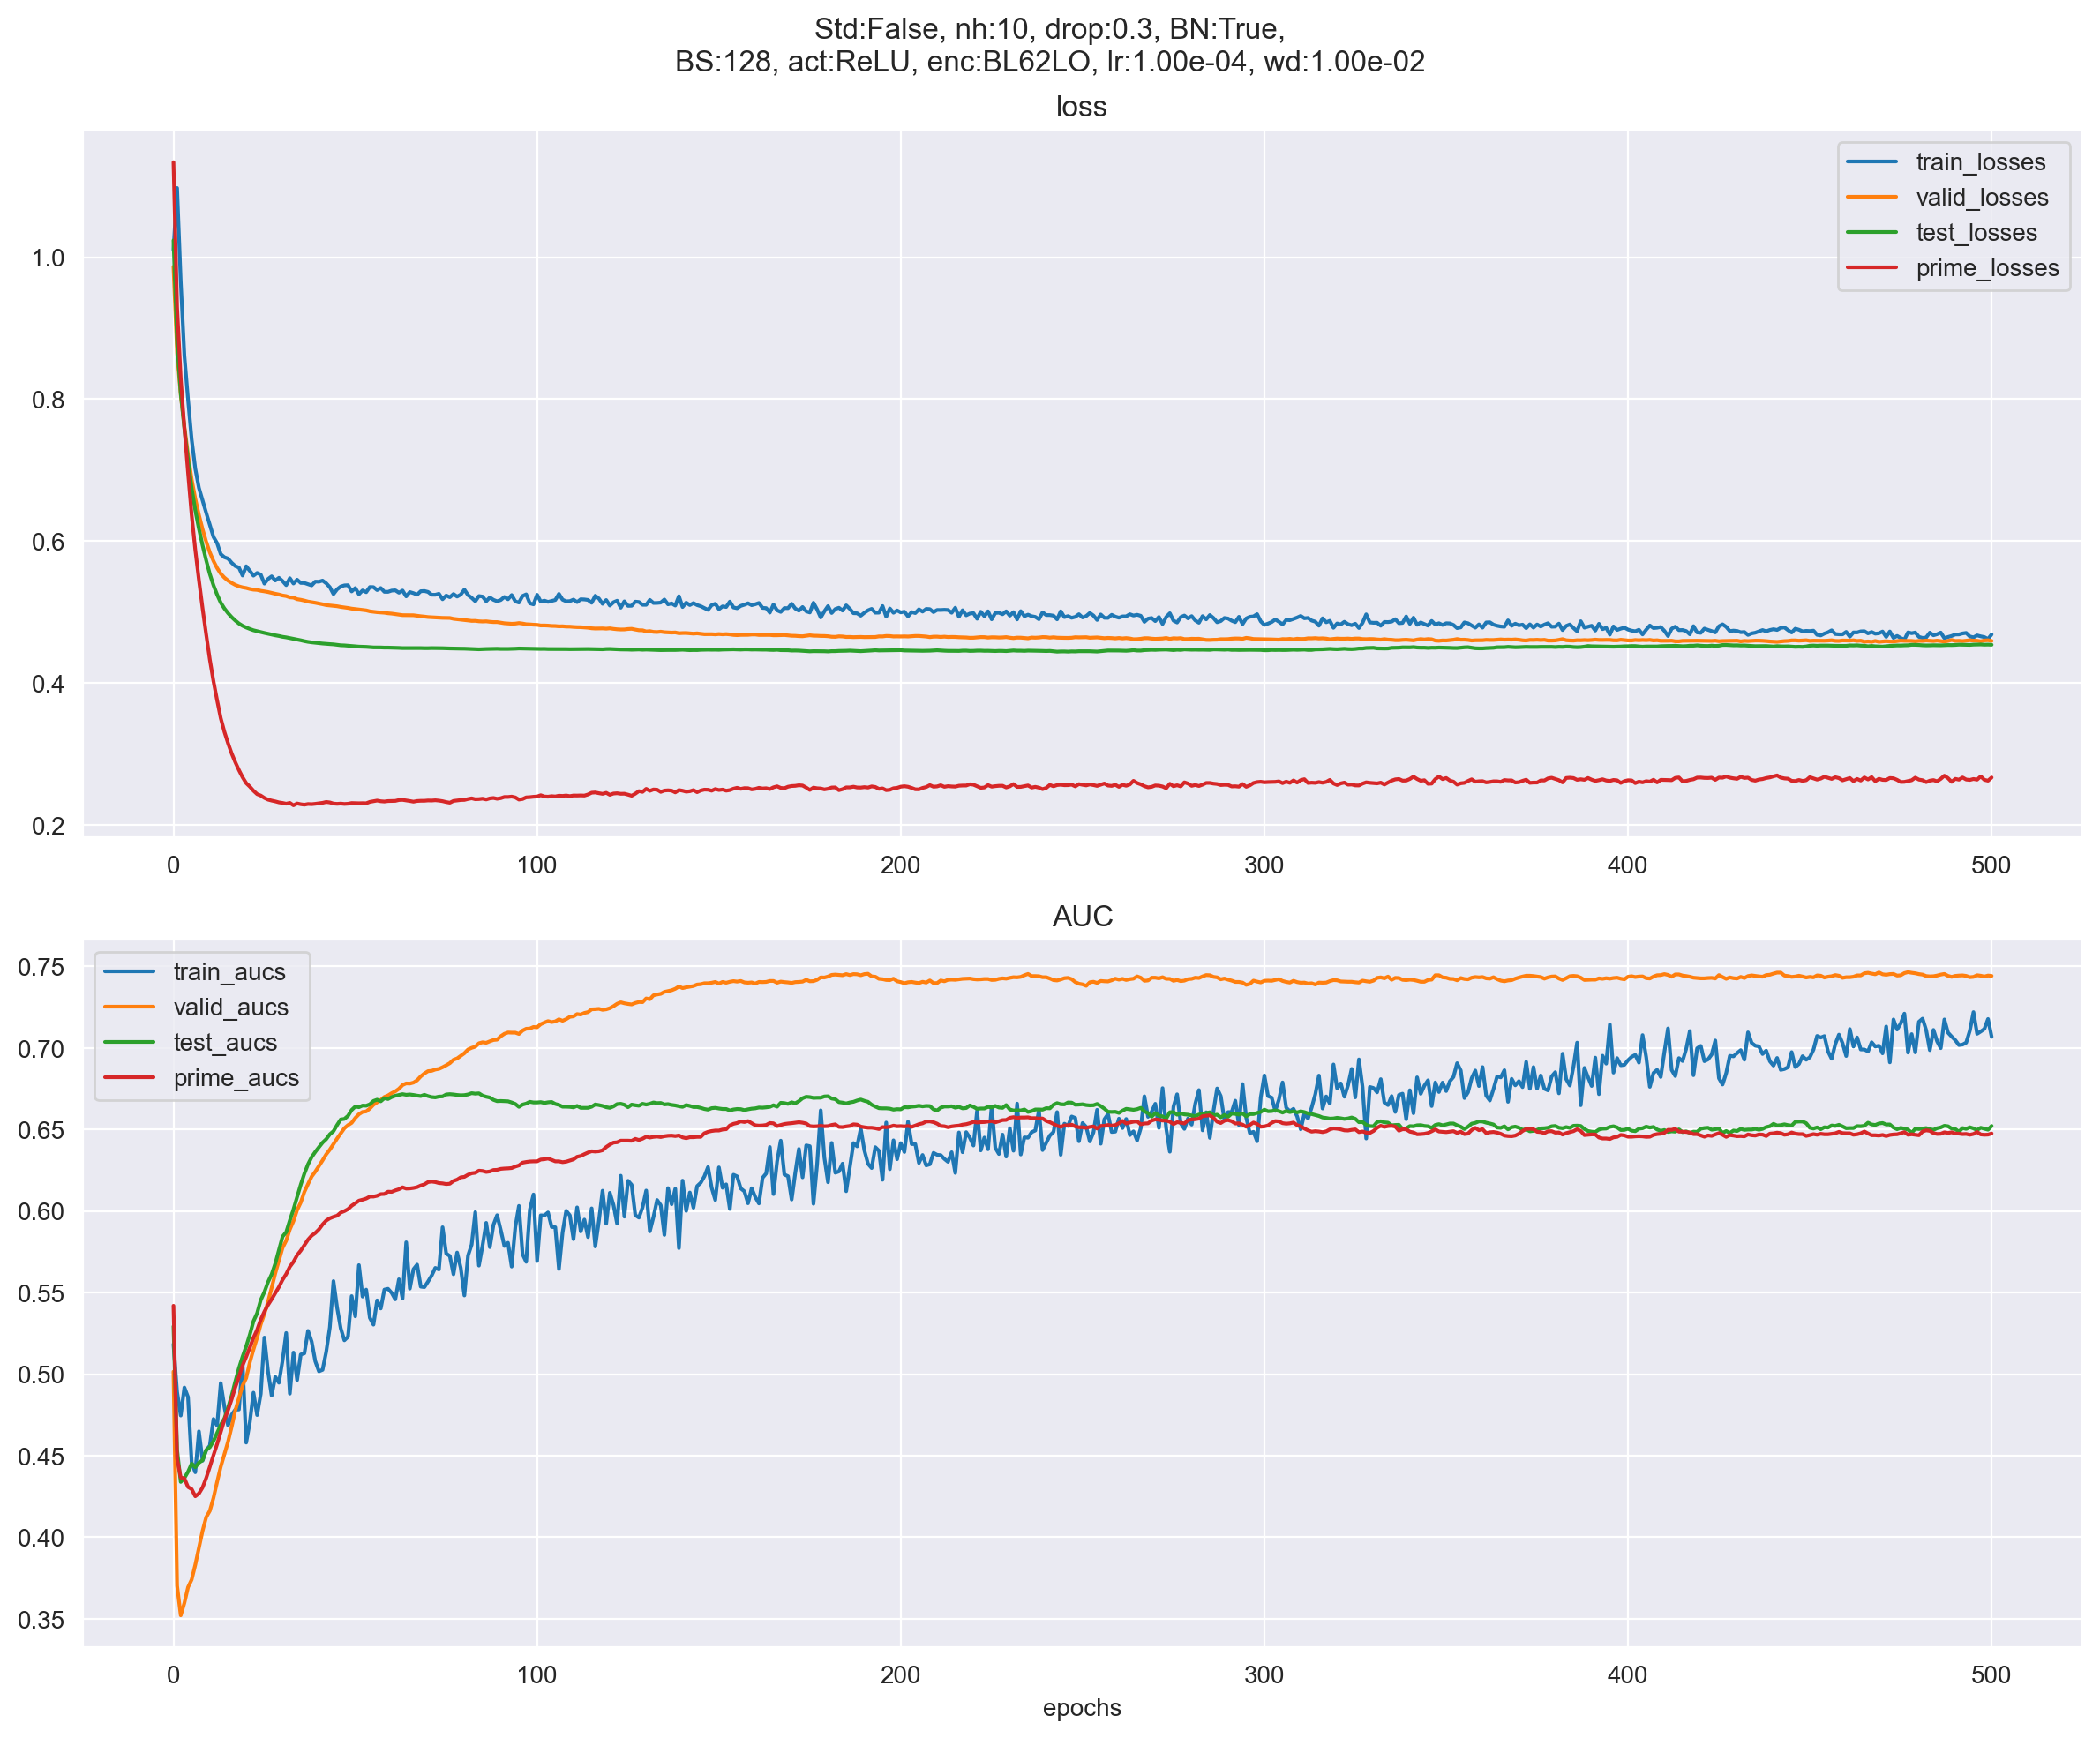 Std:False, nh:10, drop:0.3, BN:True,
BS:128, act:ReLU, enc:BL62LO, lr:1.00e-04, wd:1.00e-02
loss
train_losses
valid_losses
test_losses
prime_losses
1.0
0.8
0.6
0.4
0.2
0 100 200 300 400 500
AUC
train_aucs
valid_aucs
test_aucs
prime_aucs
0.75
0.70
0.65
0.60
0.55
0.50
0.45
0.40
0.35
0 100 200 300 400 500
epochs